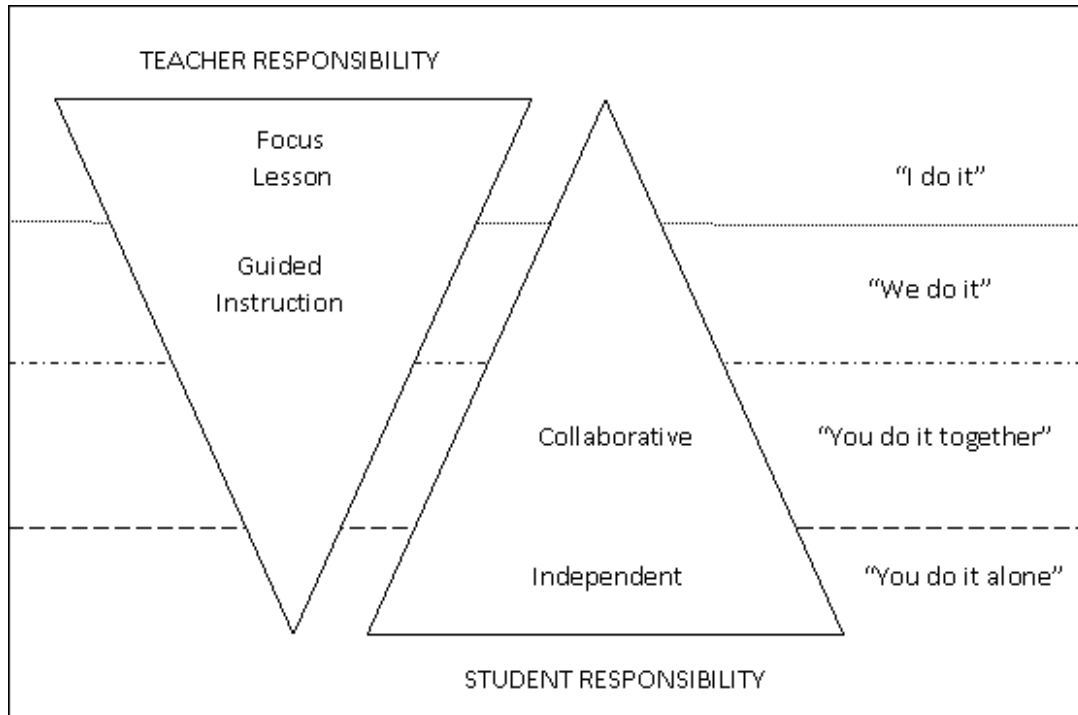 TEACHER RESPONSIBILITY
Focus
Lesson
“I do it”
Guided
Instruction
“We do it”
Collaborative
“You do it together”
Independent
“You do it alone”
STUDENT RESPONSIBILITY